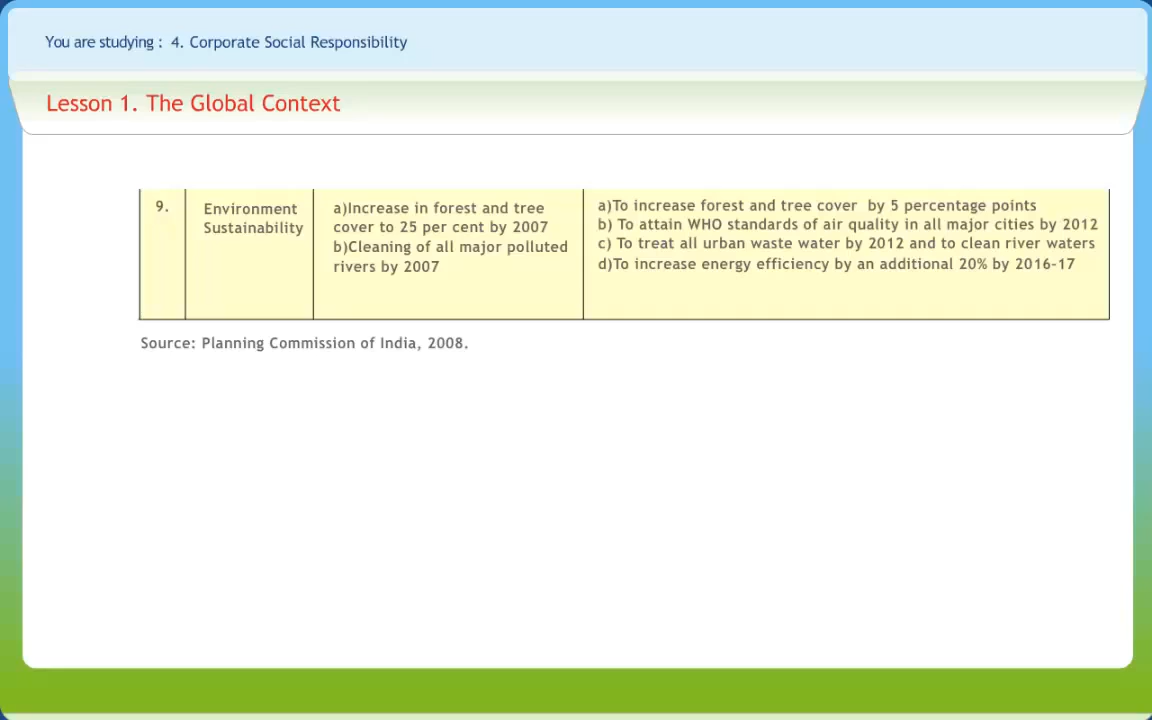 You are studying : 4. Corporate Social Responsibility
Lesson 1. The Global Context
9.
Environment
Sustainability
a)Increase in forest and tree
cover to 25 per cent by 2007
b)Cleaning of all major polluted
rivers by 2007
a)To increase forest and tree cover by 5 percentage points
b) To attain WHO standards of air quality in all major cities by 2012
c) To treat all urban waste water by 2012 and to clean river waters
d)To increase energy efficiency by an additional 20% by 2016-17
Source: Planning Commission of India, 2008.